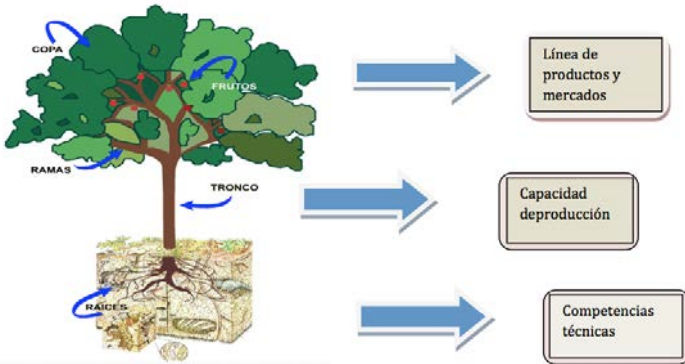 COPA
FRUTOS
RAMAS
TRONCO
RAICES
Línea de
productos y
mercados
Capacidad
deproducción
Competencias
técnicas